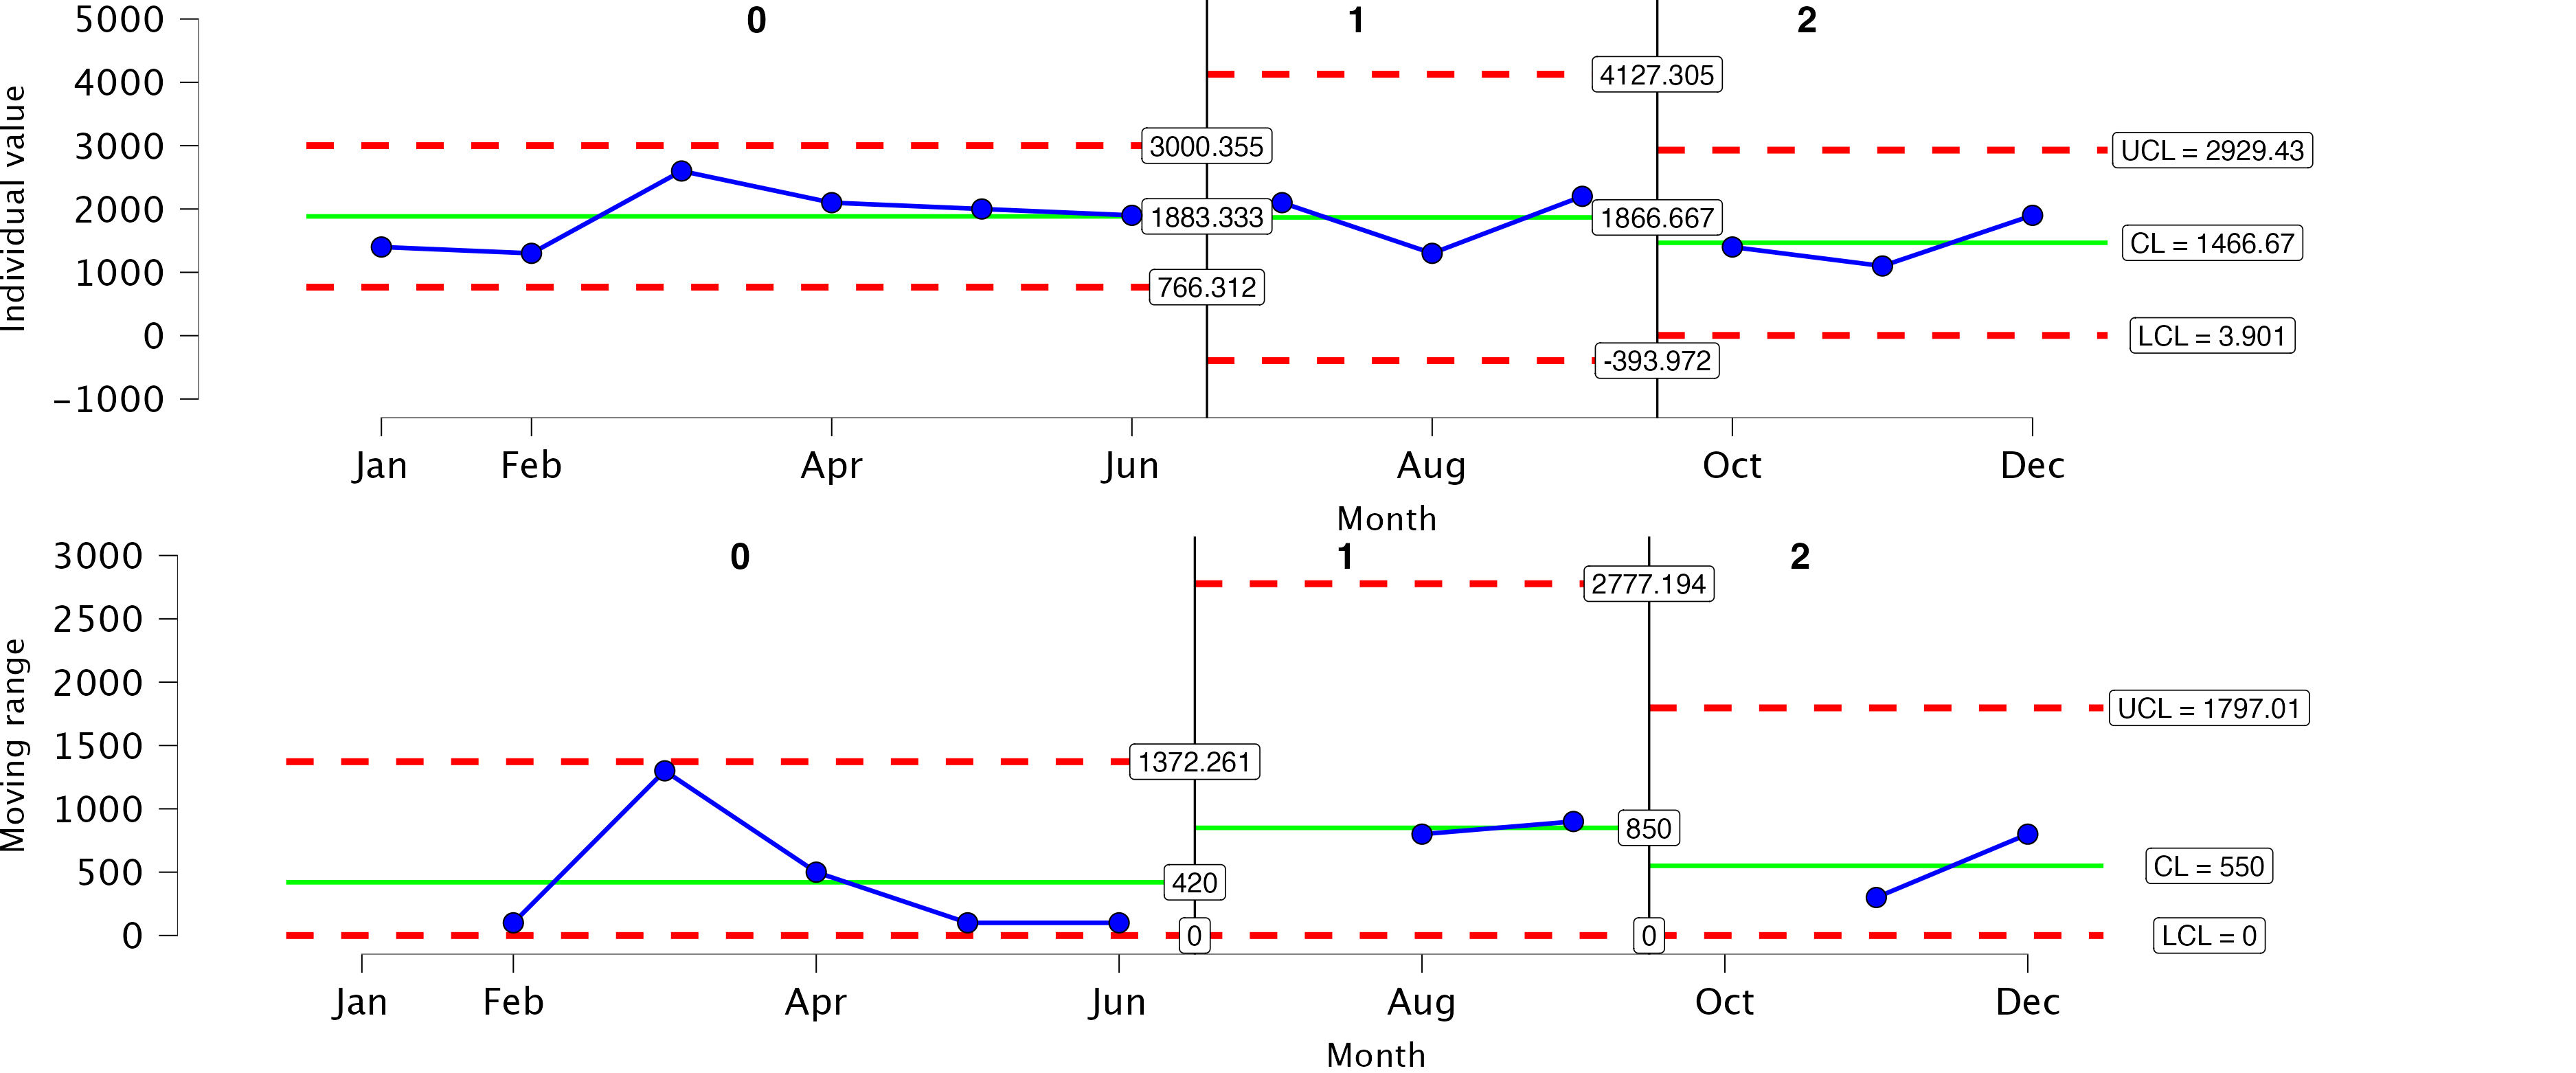 Individual value
5000
4000
3000
2000
1000
0
−1000
0
1
2
4127.305
3000.355
UCL = 2929.43
1883.333
1866.667
CL = 1466.67
766.312
LCL = 3.901
-393.972
Jan Feb Apr Jun Aug Oct Dec
Month
Moving range
3000
2500
2000
1500
1000
500
0
0
1
2
2777.194
UCL = 1797.01
1372.261
850
CL = 550
420
0
0
LCL = 0
Jan Feb Apr Jun Aug Oct Dec
Month